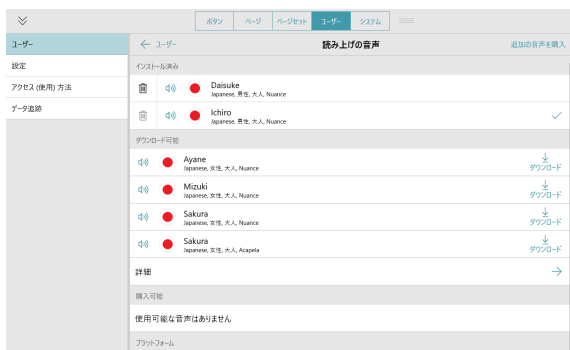 ボタン ページ ページセット ユーザー システム
ユーザー
設定
アクセス (使用) 方法
データ追跡
← ユーザー 読み上げの音声 追加の音声を購入
インストール済み
Daisuke
Japanese, 男性, 大人, Nuance
Ichiro
Japanese, 男性, 大人, Nuance
ダウンロード可能
Ayane
Japanese, 女性, 大人, Nuance
ダウンロード
Mizuki
Japanese, 女性, 大人, Nuance
ダウンロード
Sakura
Japanese, 女性, 大人, Nuance
ダウンロード
Sakura
Japanese, 女性, 大人, Acapela
ダウンロード
詳細
購入可能
使用可能な音声はありません
プラットフォーム